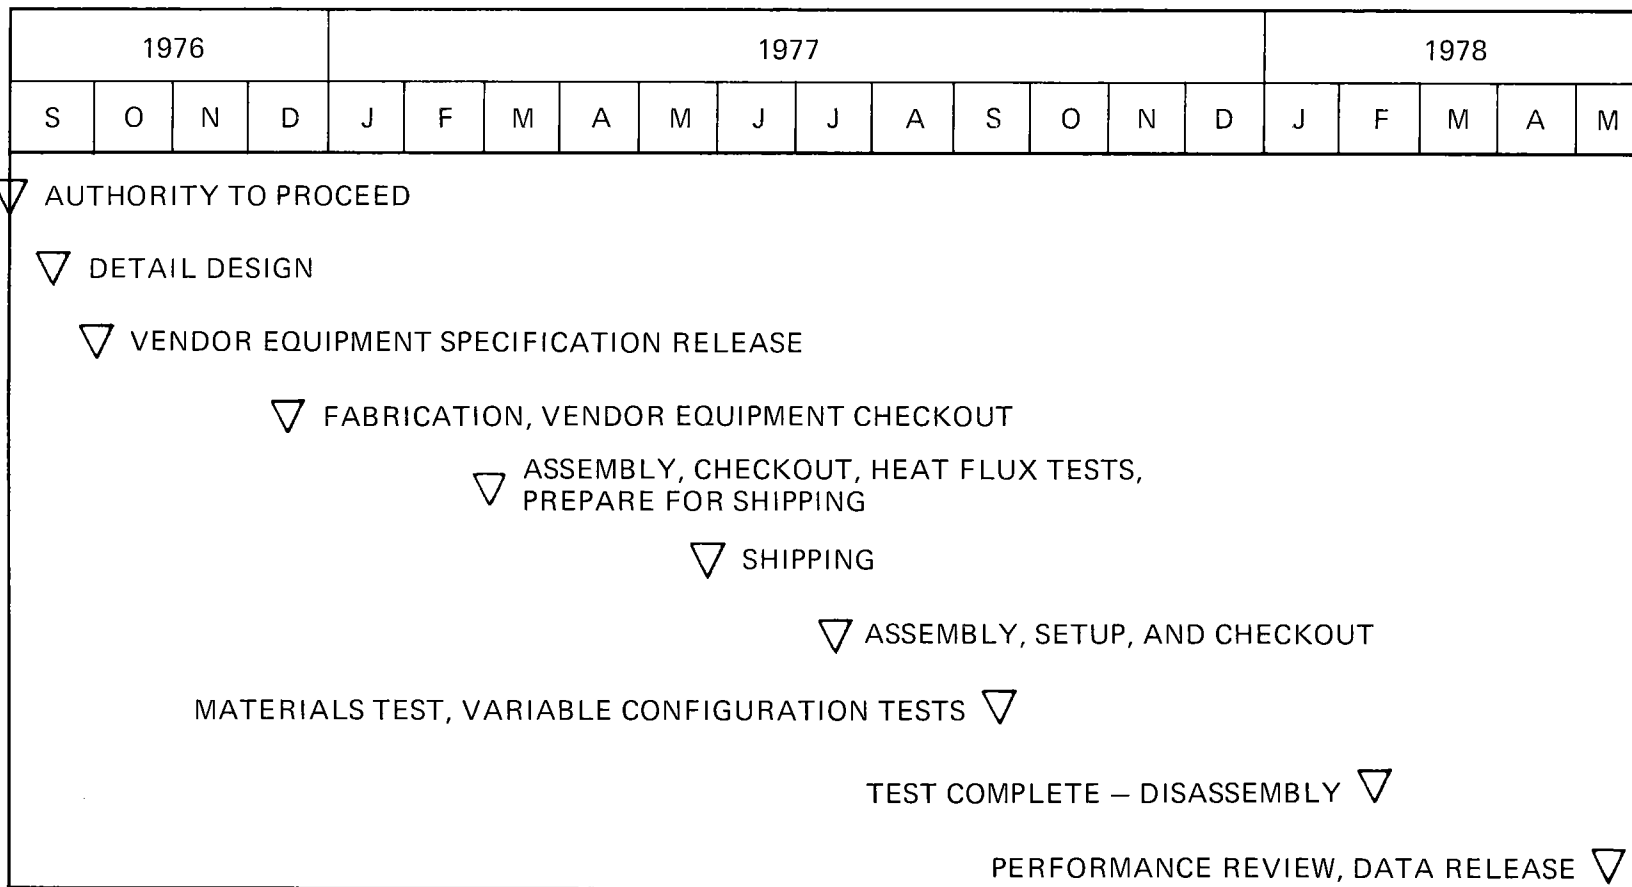 1976 1977 1978
S O N D J F M A M J J A S O N D J F M A M
AUTHORITY TO PROCEED
DETAIL DESIGN
VENDOR EQUIPMENT SPECIFICATION RELEASE
FABRICATION, VENDOR EQUIPMENT CHECKOUT
ASSEMBLY, CHECKOUT, HEAT FLUX TESTS,
PREPARE FOR SHIPPING
SHIPPING
ASSEMBLY, SETUP, AND CHECKOUT
MATERIALS TEST, VARIABLE CONFIGURATION TESTS
TEST COMPLETE — DISASSEMBLY
PERFORMANCE REVIEW, DATA RELEASE